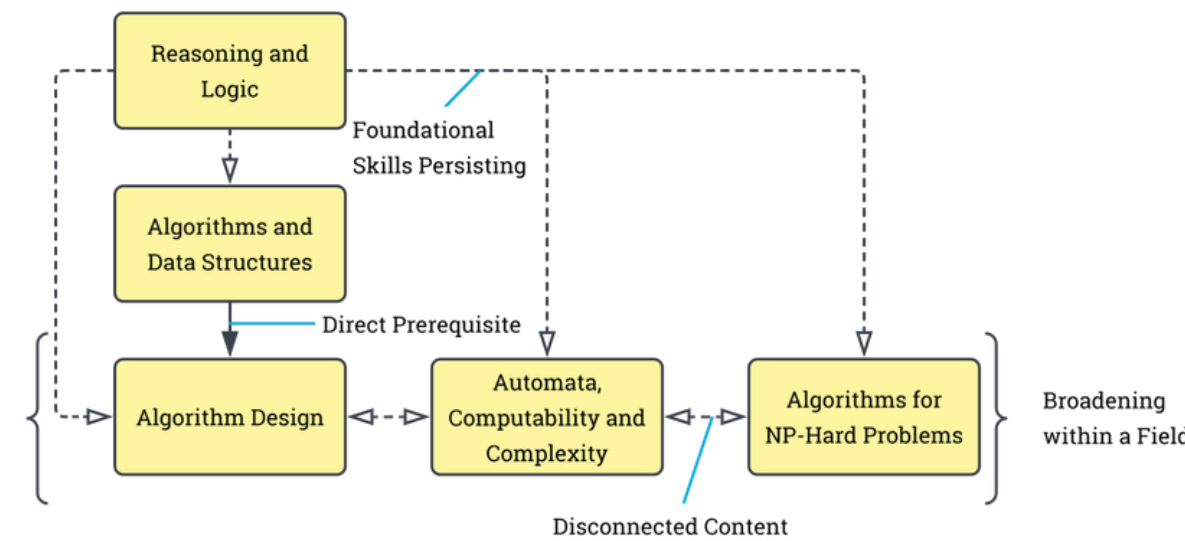 Reasoning and
Logic
Foundational
Skills Persisting
Algorithms and
Data Structures
Direct Prerequisite
Algorithm Design
Automata,
Computability and
Complexity
Algorithms for
NP-Hard Problems
Broadening
within a Field
Disconnected Content